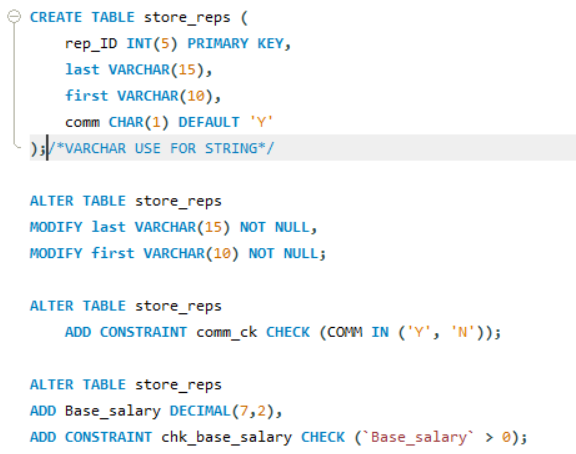 CREATE TABLE store_reps (
    rep_ID INT(5) PRIMARY KEY,
    last VARCHAR(15),
    first VARCHAR(10),
    comm CHAR(1) DEFAULT 'Y'
);/*VARCHAR USE FOR STRING*/
ALTER TABLE store_reps
MODIFY last VARCHAR(15) NOT NULL,
MODIFY first VARCHAR(10) NOT NULL;
ALTER TABLE store_reps
    ADD CONSTRAINT comm_ck CHECK (COMM IN ('Y', 'N'));
ALTER TABLE store_reps
ADD Base_salary DECIMAL(7,2),
ADD CONSTRAINT chk_base_salary CHECK (`Base_salary` > 0);